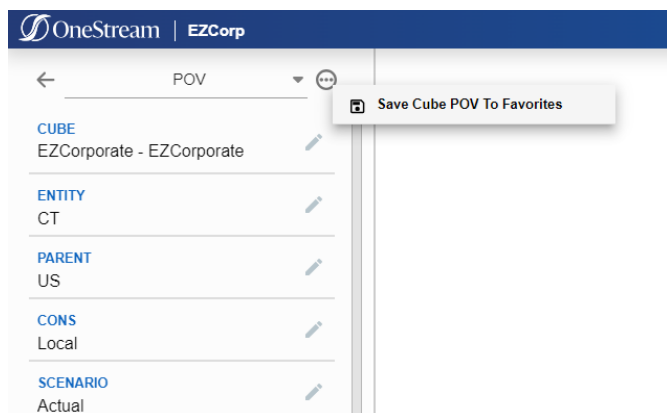 OneStream | EZCorp
POV
Save Cube POV To Favorites
CUBE
EZCorporate - EZCorporate
ENTITY
CT
PARENT
US
CONS
Local
SCENARIO
Actual